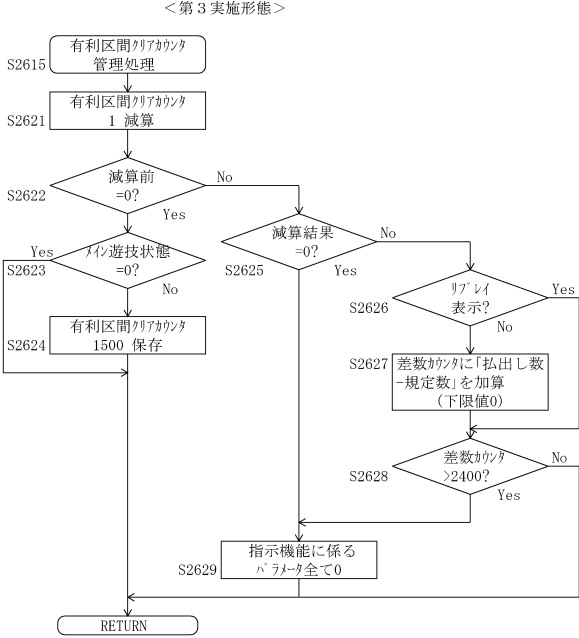 ＜第３実施形態＞
S2615
有利区間ｸﾘｱｶｳﾝﾀ
管理処理
S2621
有利区間ｸﾘｱｶｳﾝﾀ
1 減算
S2622
減算前
=0?
No
Yes
S2623
ﾒｲﾝ遊技状態
=0?
Yes
No
S2624
有利区間ｸﾘｱｶｳﾝﾀ
1500 保存
S2625
減算結果
=0?
No
Yes
S2626
ﾘﾌﾟﾚｲ
表示?
Yes
No
S2627
差数ｶｳﾝﾀに「払出し数
-規定数」を加算
(下限値0)
S2628
差数ｶｳﾝﾀ
>2400?
No
Yes
S2629
指示機能に係る
ﾊﾟﾗﾒｰﾀ全て0
RETURN